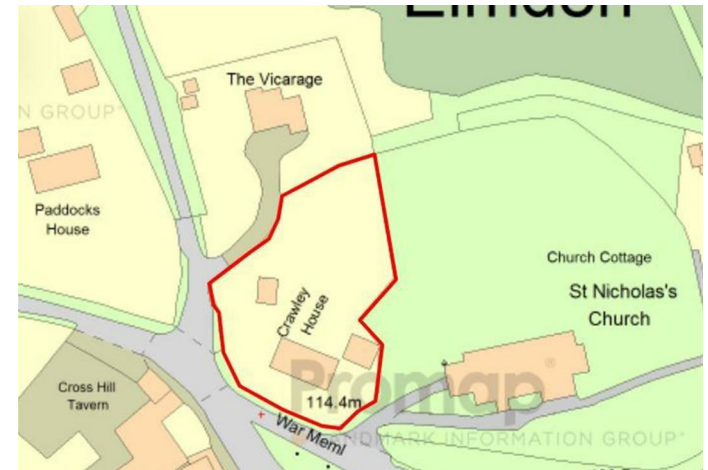 Elmdon
The Vicarage
N GROUP®
Paddocks
House
Church Cottage
St Nicholas's
Church
Crawley
House
Cross Hill
Tavern
Promap®
114.4m
War Meml
LANDMARK INFORMATION GROUP®